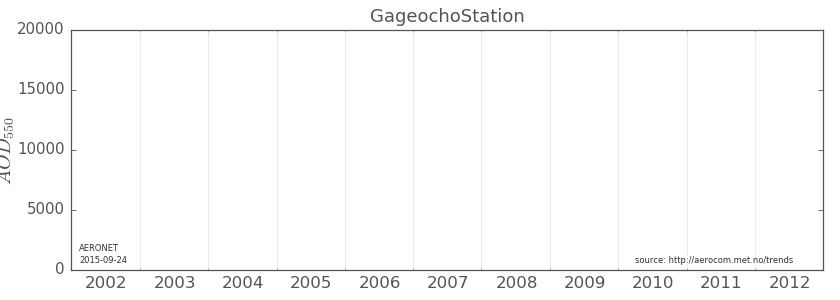 GageochoStation
20000
15000
10000
5000
0
AOD550
AERONET
2015-09-24
source: http://aerocom.met.no/trends
2002 2003 2004 2005 2006 2007 2008 2009 2010 2011 2012